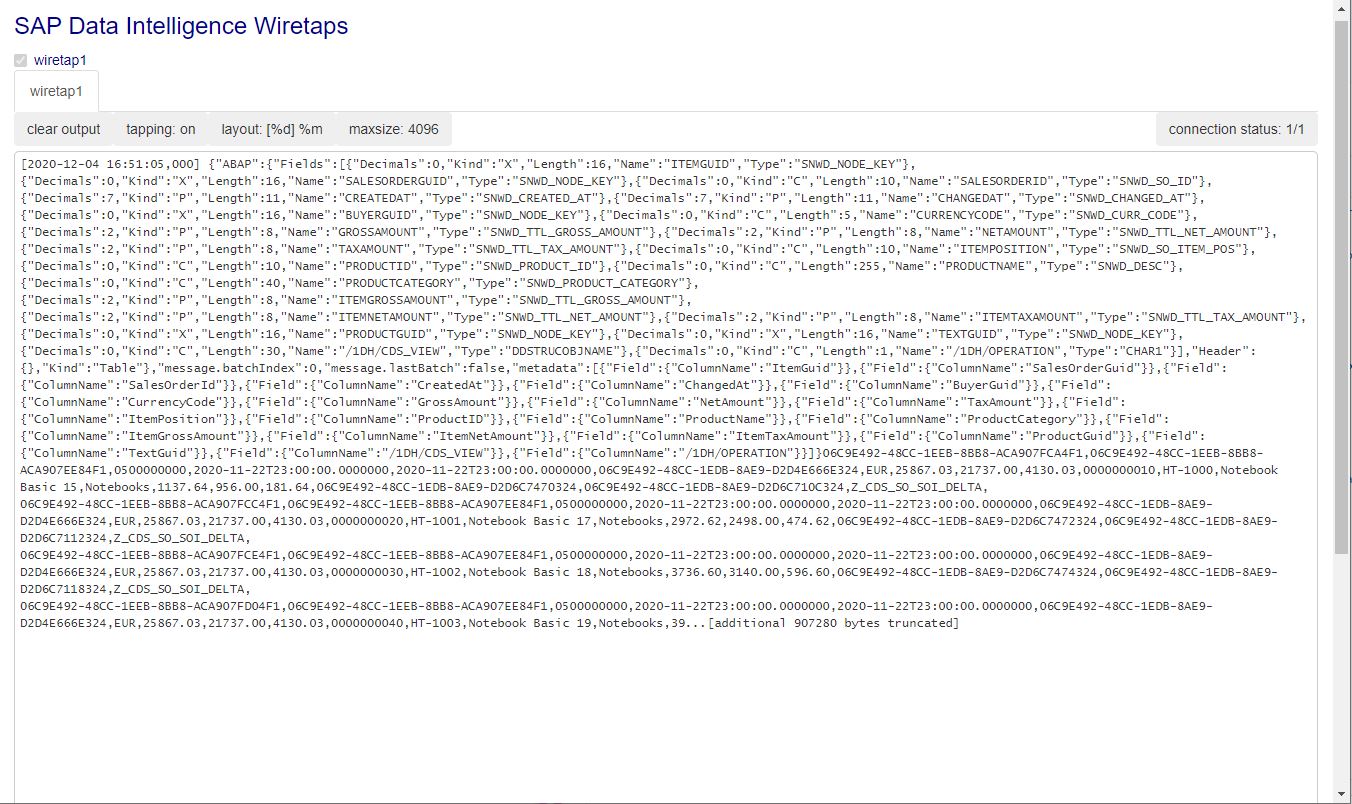 SAP Data Intelligence Wiretaps
wiretap1
wiretap1
clear output tapping: on layout: [%d] %m maxsize: 4096 connection status: 1/1
[2020-12-04 16:51:05,000] {"ABAP":{"Fields":[{"Decimals":0,"Kind":"X","Length":16,"Name":"ITEMGUID","Type":"SNWD_NODE_KEY"},
{"Decimals":0,"Kind":"X","Length":16,"Name":"SALESORDERGUID","Type":"SNWD_NODE_KEY"},{"Decimals":0,"Kind":"C","Length":10,"Name":"SALESORDERID","Type":"SNWD_SO_ID"},
{"Decimals":7,"Kind":"P","Length":11,"Name":"CREATEDAT","Type":"SNWD_CREATED_AT"},{"Decimals":7,"Kind":"P","Length":11,"Name":"CHANGEDAT","Type":"SNWD_CHANGED_AT"},
{"Decimals":0,"Kind":"X","Length":16,"Name":"BUYERGUID","Type":"SNWD_NODE_KEY"},{"Decimals":0,"Kind":"C","Length":5,"Name":"CURRENCYCODE","Type":"SNWD_CURR_CODE"},
{"Decimals":2,"Kind":"P","Length":8,"Name":"GROSSAMOUNT","Type":"SNWD_TTL_GROSS_AMOUNT"},{"Decimals":2,"Kind":"P","Length":8,"Name":"NETAMOUNT","Type":"SNWD_TTL_NET_AMOUNT"},
{"Decimals":2,"Kind":"P","Length":8,"Name":"TAXAMOUNT","Type":"SNWD_TTL_TAX_AMOUNT"},{"Decimals":0,"Kind":"C","Length":10,"Name":"ITEMPOSITION","Type":"SNWD_SO_ITEM_POS"},
{"Decimals":0,"Kind":"C","Length":10,"Name":"PRODUCTID","Type":"SNWD_PRODUCT_ID"},{"Decimals":0,"Kind":"C","Length":255,"Name":"PRODUCTNAME","Type":"SNWD_DESC"},
{"Decimals":0,"Kind":"C","Length":40,"Name":"PRODUCTCATEGORY","Type":"SNWD_PRODUCT_CATEGORY"},
{"Decimals":2,"Kind":"P","Length":8,"Name":"ITEMGROSSAMOUNT","Type":"SNWD_TTL_GROSS_AMOUNT"},
{"Decimals":2,"Kind":"P","Length":8,"Name":"ITEMNETAMOUNT","Type":"SNWD_TTL_NET_AMOUNT"},{"Decimals":2,"Kind":"P","Length":8,"Name":"ITEMTAXAMOUNT","Type":"SNWD_TTL_TAX_AMOUNT"},
{"Decimals":0,"Kind":"X","Length":16,"Name":"PRODUCTGUID","Type":"SNWD_NODE_KEY"},{"Decimals":0,"Kind":"X","Length":16,"Name":"TEXTGUID","Type":"SNWD_NODE_KEY"},
{"Decimals":0,"Kind":"C","Length":30,"Name":"/1DH/CDS_VIEW","Type":"DDSTRUCOBJNAME"},{"Decimals":0,"Kind":"C","Length":1,"Name":"/1DH/OPERATION","Type":"CHAR1"}],"Header":
{},"Kind":"Table"},"message.batchIndex":0,"message.lastBatch":false,"metadata":[{"Field":{"ColumnName":"ItemGuid"}},{"Field":{"ColumnName":"SalesOrderGuid"}},{"Field":
{"ColumnName":"SalesOrderId"}},{"Field":{"ColumnName":"CreatedAt"}},{"Field":{"ColumnName":"ChangedAt"}},{"Field":{"ColumnName":"BuyerGuid"}},{"Field":
{"ColumnName":"CurrencyCode"}},{"Field":{"ColumnName":"GrossAmount"}},{"Field":{"ColumnName":"NetAmount"}},{"Field":{"ColumnName":"TaxAmount"}},{"Field":
{"ColumnName":"ItemPosition"}},{"Field":{"ColumnName":"ProductID"}},{"Field":{"ColumnName":"ProductName"}},{"Field":{"ColumnName":"ProductCategory"}},{"Field":
{"ColumnName":"ItemGrossAmount"}},{"Field":{"ColumnName":"ItemNetAmount"}},{"Field":{"ColumnName":"ItemTaxAmount"}},{"Field":{"ColumnName":"ProductGuid"}},{"Field":
{"ColumnName":"TextGuid"}},{"Field":{"ColumnName":"/1DH/CDS_VIEW"}},{"Field":{"ColumnName":"/1DH/OPERATION"}}]}06C9E492-48CC-1EEB-8BB8-ACA907FCA4F1,06C9E492-48CC-1EEB-8BB8-
ACA907EE84F1,0500000000,2020-11-22T23:00:00.0000000,2020-11-22T23:00:00.0000000,06C9E492-48CC-1EDB-8AE9-D2D4E666E324,EUR,25867.03,21737.00,4130.03,0000000010,HT-1000,Notebook
Basic 15,Notebooks,1137.64,956.00,181.64,06C9E492-48CC-1EDB-8AE9-D2D6C7470324,06C9E492-48CC-1EDB-8AE9-D2D6C710C324,Z_CDS_SO_SOI_DELTA,
06C9E492-48CC-1EEB-8BB8-ACA907FCC4F1,06C9E492-48CC-1EEB-8BB8-ACA907EE84F1,0500000000,2020-11-22T23:00:00.0000000,2020-11-22T23:00:00.0000000,06C9E492-48CC-1EDB-8AE9-
D2D4E666E324,EUR,25867.03,21737.00,4130.03,0000000020,HT-1001,Notebook Basic 17,Notebooks,2972.62,2498.00,474.62,06C9E492-48CC-1EDB-8AE9-D2D6C7472324,06C9E492-48CC-1EDB-8AE9-
D2D6C7112324,Z_CDS_SO_SOI_DELTA,
06C9E492-48CC-1EEB-8BB8-ACA907FCE4F1,06C9E492-48CC-1EEB-8BB8-ACA907EE84F1,0500000000,2020-11-22T23:00:00.0000000,2020-11-22T23:00:00.0000000,06C9E492-48CC-1EDB-8AE9-
D2D4E666E324,EUR,25867.03,21737.00,4130.03,0000000030,HT-1002,Notebook Basic 18,Notebooks,3736.60,3140.00,596.60,06C9E492-48CC-1EDB-8AE9-D2D6C7474324,06C9E492-48CC-1EDB-8AE9-
D2D6C7118324,Z_CDS_SO_SOI_DELTA,
06C9E492-48CC-1EEB-8BB8-ACA907FD04F1,06C9E492-48CC-1EEB-8BB8-ACA907EE84F1,0500000000,2020-11-22T23:00:00.0000000,2020-11-22T23:00:00.0000000,06C9E492-48CC-1EDB-8AE9-
D2D4E666E324,EUR,25867.03,21737.00,4130.03,0000000040,HT-1003,Notebook Basic 19,Notebooks,39...[additional 907280 bytes truncated]